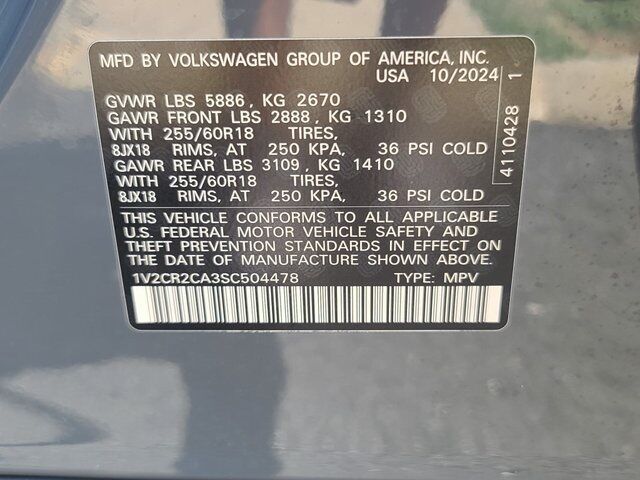 MFD BY VOLKSWAGEN GROUP OF AMERICA, INC.
USA 10/2024
GVWR LBS 5886 , KG 2670
GAWR FRONT LBS 2888 , KG 1310
WITH 255/60R18 TIRES,
8JX18 RIMS, AT 250 KPA, 36 PSI COLD
GAWR REAR LBS 3109 , KG 1410
WITH 255/60R18 TIRES,
8JX18 RIMS, AT 250 KPA, 36 PSI COLD
THIS VEHICLE CONFORMS TO ALL APPLICABLE
U.S. FEDERAL MOTOR VEHICLE SAFETY AND
THEFT PREVENTION STANDARDS IN EFFECT ON
THE DATE OF MANUFACTURE SHOWN ABOVE.
1V2CR2CA3SC504478 TYPE: MPV
4110428 1